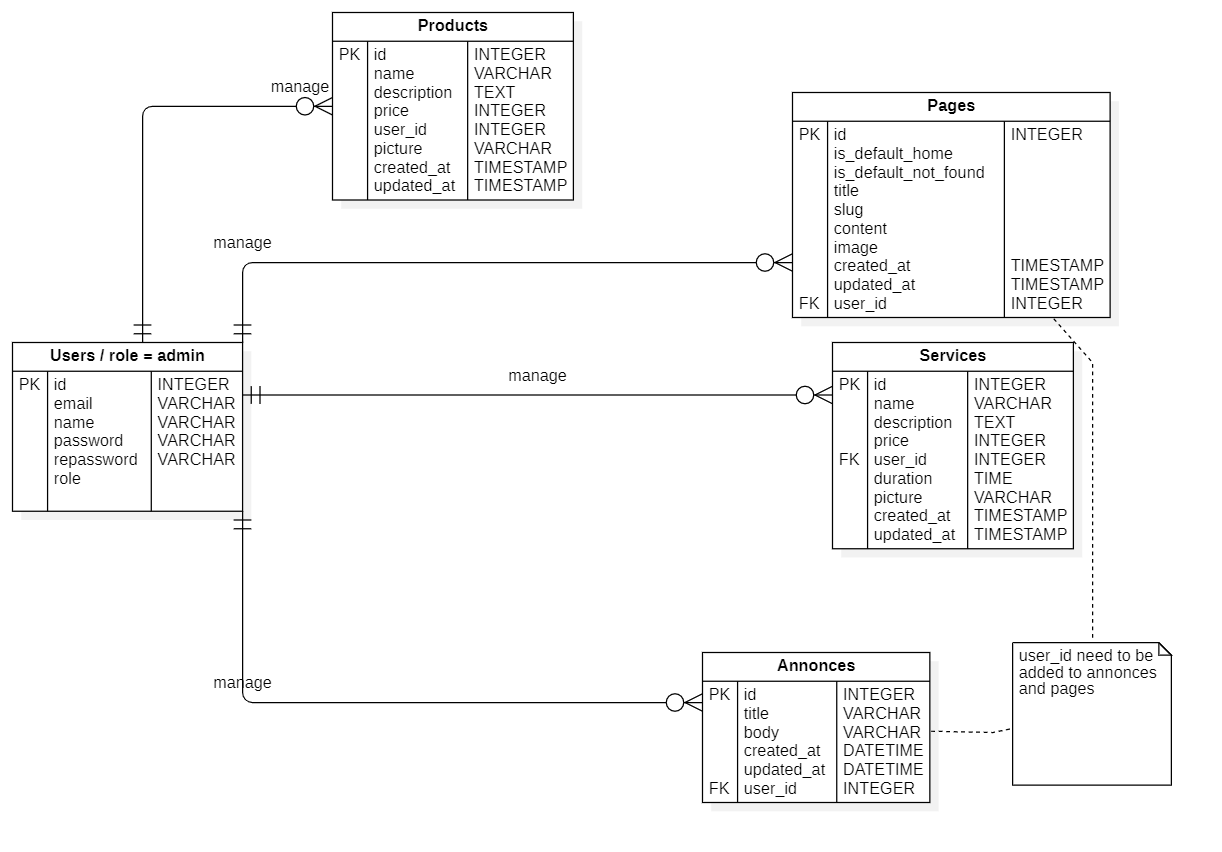 Products
PK id INTEGER
name VARCHAR
description TEXT
price INTEGER
user_id INTEGER
picture VARCHAR
created_at TIMESTAMP
updated_at TIMESTAMP
manage
Pages
PK id INTEGER
is_default_home
is_default_not_found
title
slug
content
image
created_at TIMESTAMP
updated_at TIMESTAMP
FK user_id INTEGER
manage
Users / role = admin
PK id INTEGER
email VARCHAR
name VARCHAR
password VARCHAR
repassword VARCHAR
role
manage
Services
PK id INTEGER
name VARCHAR
description TEXT
price INTEGER
FK user_id INTEGER
duration TIME
picture VARCHAR
created_at TIMESTAMP
updated_at TIMESTAMP
manage
Annonces
PK id INTEGER
title VARCHAR
body VARCHAR
created_at DATETIME
updated_at DATETIME
FK user_id INTEGER
user_id need to be
added to annonces
and pages